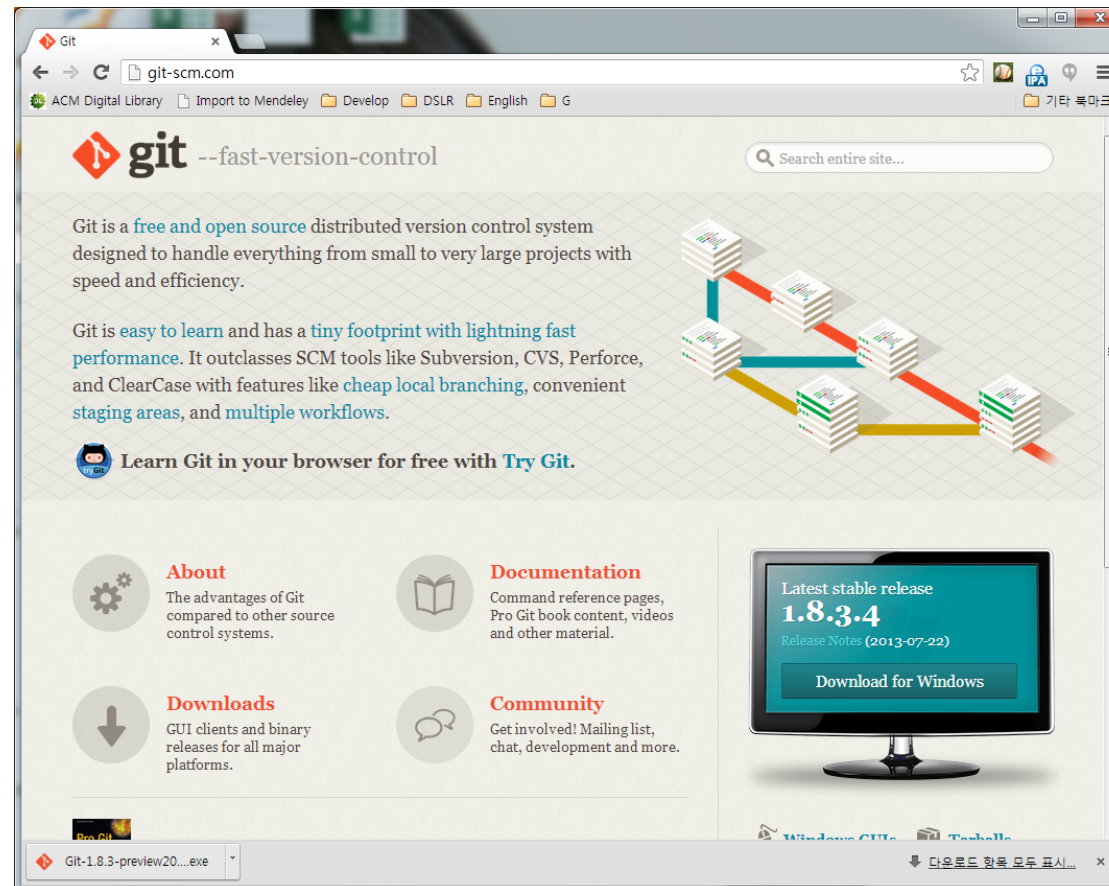 Git
git-scm.com
IPA
ACM Digital Library Import to Mendeley Develop DSLR English G
기타 북마크
git --fast-version-control
Search entire site...
Git is a free and open source distributed version control system
designed to handle everything from small to very large projects with
speed and efficiency.
Git is easy to learn and has a tiny footprint with lightning fast
performance. It outclasses SCM tools like Subversion, CVS, Perforce,
and ClearCase with features like cheap local branching, convenient
staging areas, and multiple workflows.
try Git
Learn Git in your browser for free with Try Git.
About
The advantages of Git
compared to other source
control systems.
Documentation
Command reference pages,
Pro Git book content, videos
and other material.
Downloads
GUI clients and binary
releases for all major
platforms.
Community
Get involved! Mailing list,
chat, development and more.
Latest stable release
1.8.3.4
Release Notes (2013-07-22)
Download for Windows
Pro Git
Windows GUIs Tarballs
Git-1.8.3-preview20....exe
다운로드 항목 모두 표시...